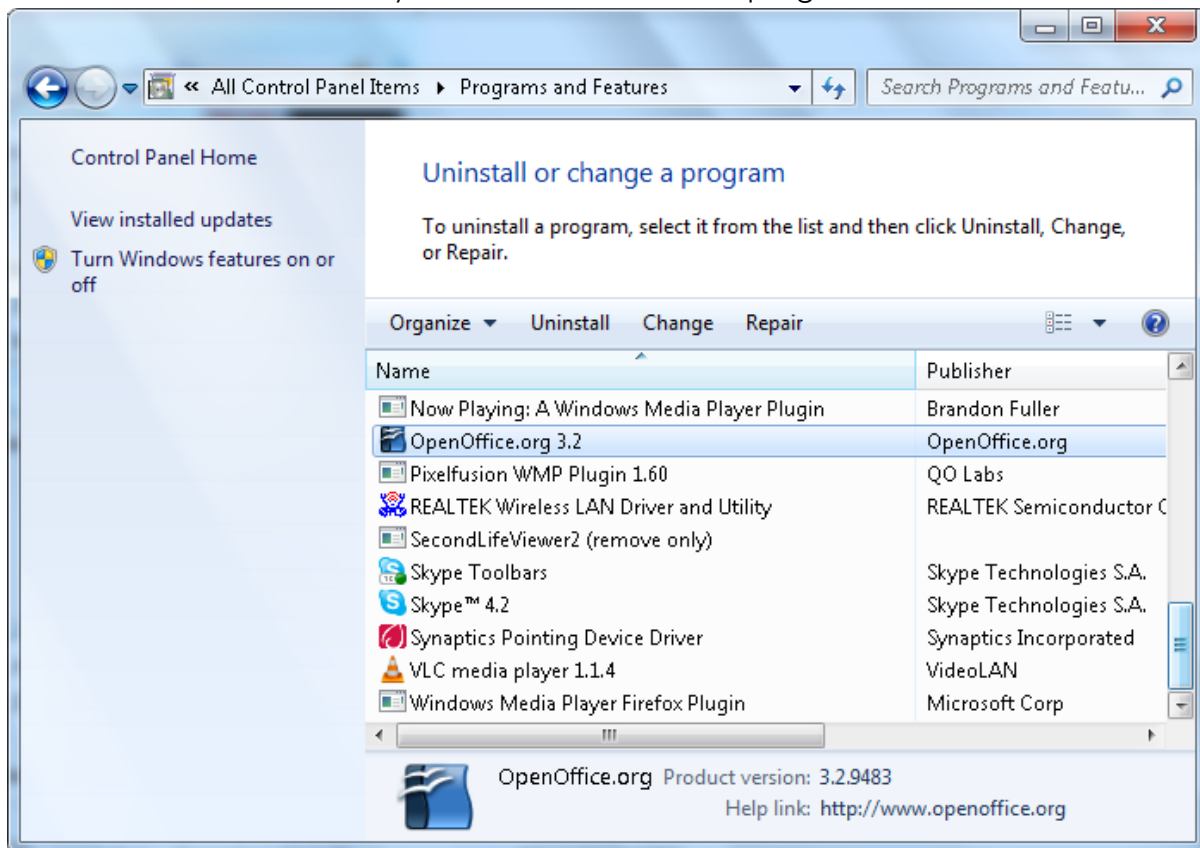 « All Control Panel Items ▸ Programs and Features
Search Programs and Featu...
Control Panel Home
View installed updates
Turn Windows features on or
off
Uninstall or change a program
To uninstall a program, select it from the list and then click Uninstall, Change,
or Repair.
Organize Uninstall Change Repair
Name Publisher
Now Playing: A Windows Media Player Plugin Brandon Fuller
OpenOffice.org 3.2 OpenOffice.org
Pixelfusion WMP Plugin 1.60 QO Labs
REALTEK Wireless LAN Driver and Utility REALTEK Semiconductor C
SecondLifeViewer2 (remove only)
Skype Toolbars Skype Technologies S.A.
Skype™ 4.2 Skype Technologies S.A.
Synaptics Pointing Device Driver Synaptics Incorporated
VLC media player 1.1.4 VideoLAN
Windows Media Player Firefox Plugin Microsoft Corp
OpenOffice.org Product version: 3.2.9483
Help link: http://www.openoffice.org